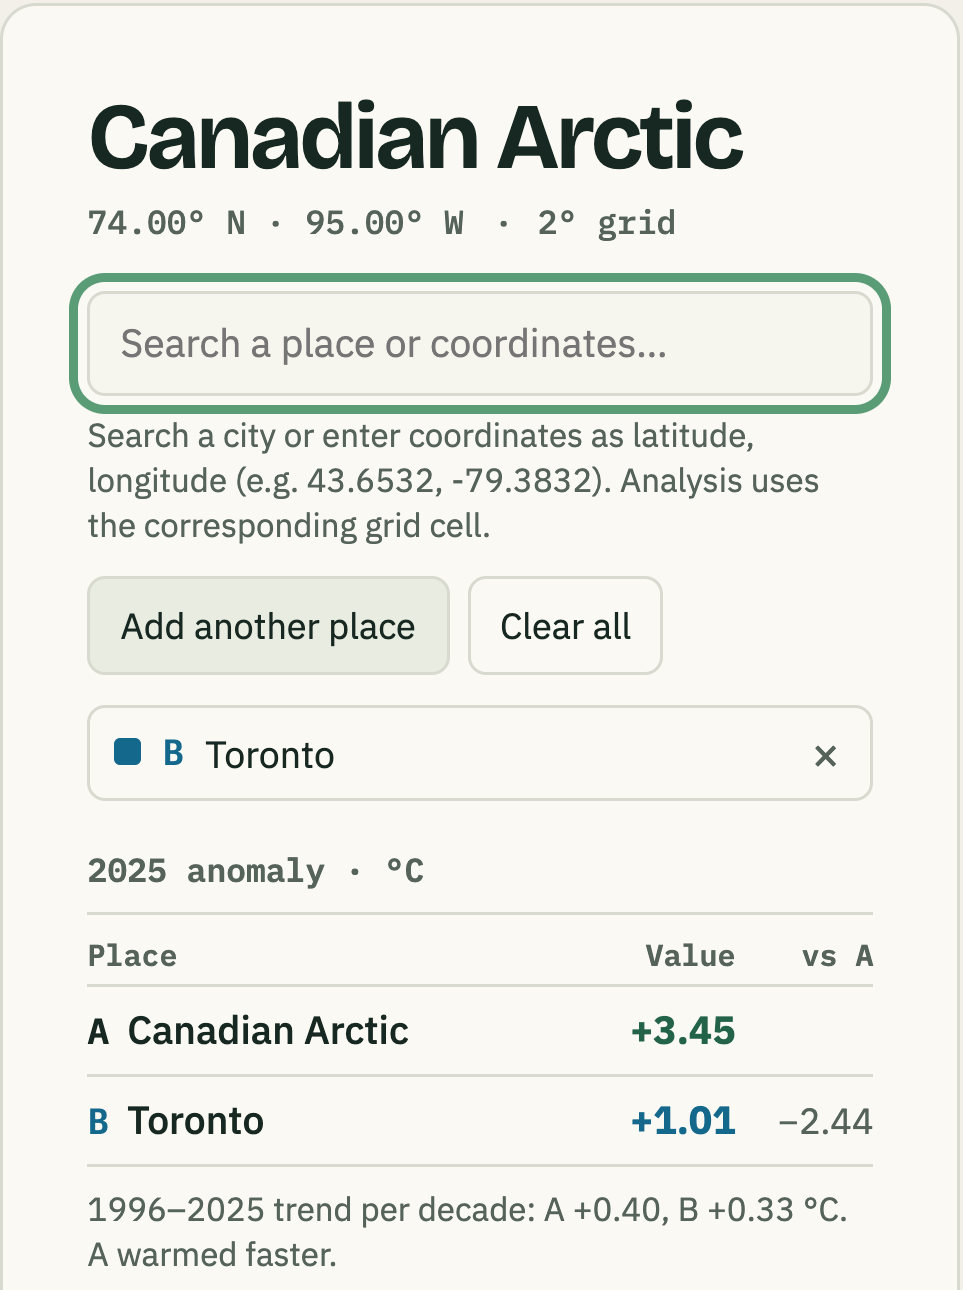 Canadian Arctic
74.00° N · 95.00° W · 2° grid
Search a place or coordinates...
Search a city or enter coordinates as latitude,
longitude (e.g. 43.6532, -79.3832). Analysis uses
the corresponding grid cell.
Add another place Clear all
B Toronto ×
2025 anomaly · °C
Place Value vs A
A Canadian Arctic +3.45
B Toronto +1.01 −2.44
1996–2025 trend per decade: A +0.40, B +0.33 °C.
A warmed faster.